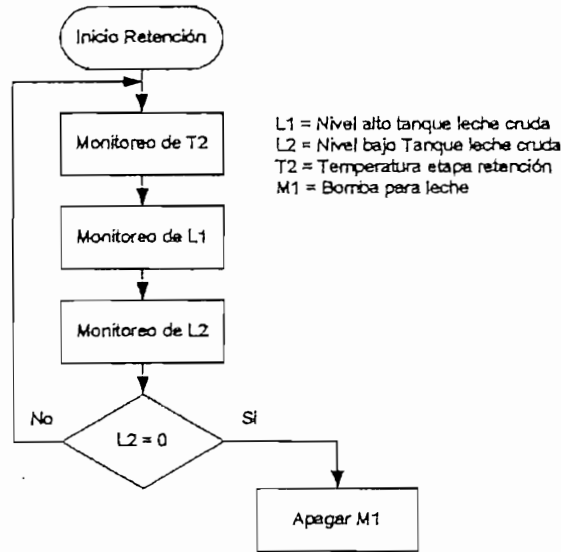 Inicio Retención
Monitoreo de T2
L1 = Nivel alto tanque leche cruda
L2 = Nivel bajo Tanque leche cruda
T2 = Temperatura etapa retención
M1 = Bomba para leche
Monitoreo de L1
Monitoreo de L2
No
Si
L2 = 0
Apagar M1